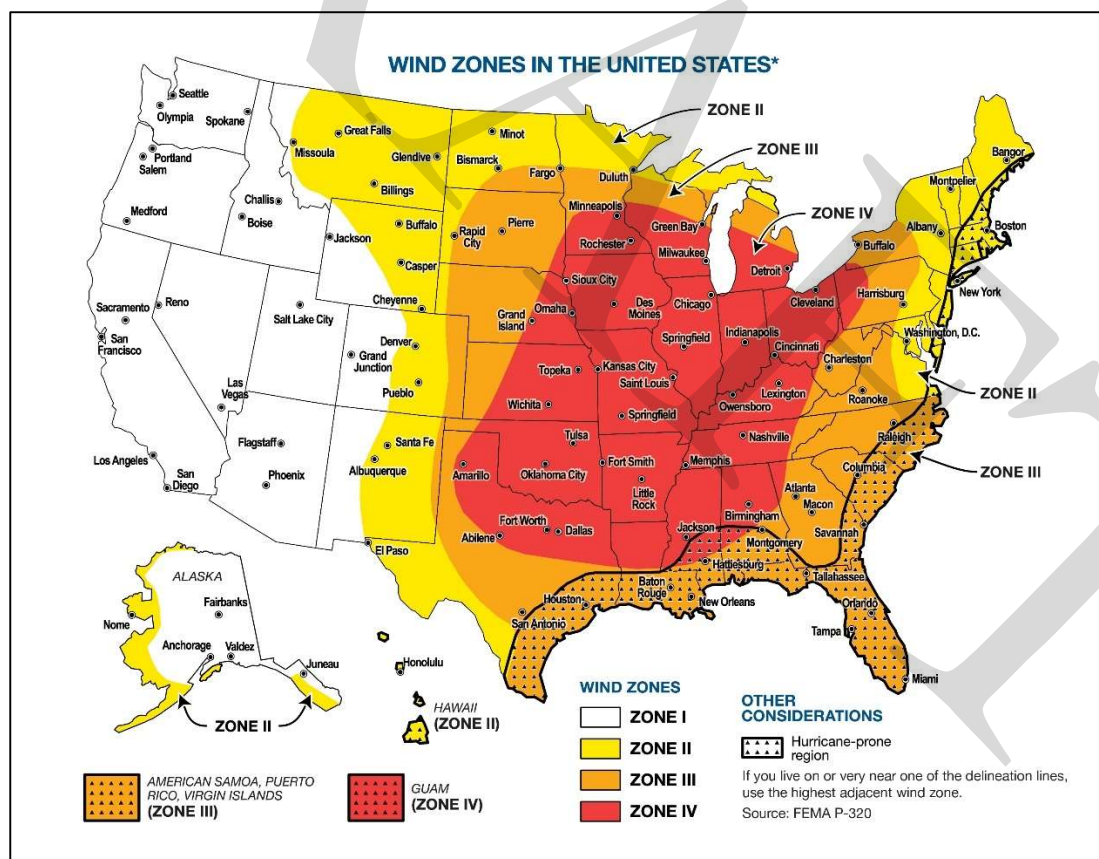 WIND ZONES IN THE UNITED STATES*
ZONE II
ZONE III
ZONE IV
Seattle
Olympia
Spokane
Portland
Salem
Medford
Great Falls
Missoula
Glendive
Billings
Minot
Bismarck
Fargo
Duluth
Challis
Boise
Jackson
Buffalo
Casper
Cheyenne
Rapid
City
Pierre
Minneapolis
Rochester
Green Bay
Milwaukee
Detroit
Bangor
Montpelier
Albany
Boston
Buffalo
New York
Harrisburg
Washington, D.C.
Sacramento
Reno
San
Francisco
Salt Lake City
Las
Vegas
Los Angeles
San
Diego
Flagstaff
Phoenix
Denver
Grand
Junction
Pueblo
Santa Fe
Albuquerque
El Paso
Sioux City
Omaha
Grand
Island
Des
Moines
Chicago
Cleveland
Springfield
Indianapolis
Cincinnati
Topeka
Kansas City
Saint Louis
Charleston
Lexington
Roanoke
Owensboro
Wichita
Springfield
Tulsa
Nashville
Raleigh
ZONE II
ZONE III
Amarillo
Oklahoma City
Fort Smith
Memphis
Little
Rock
Columbia
Atlanta
Macon
Birmingham
Savannah
Fort Worth
Dallas
Abilene
Jackson
Montgomery
Hattiesburg
Tallahassee
Baton
Rouge
New Orleans
Houston
San Antonio
Orlando
Tampa
Miami
ALASKA
Fairbanks
Nome
Anchorage
Valdez
Juneau
ZONE II
Honolulu
HAWAII
(ZONE II)
AMERICAN SAMOA, PUERTO
RICO, VIRGIN ISLANDS
(ZONE III)
GUAM
(ZONE IV)
WIND ZONES
ZONE I
ZONE II
ZONE III
ZONE IV
OTHER
CONSIDERATIONS
Hurricane-prone
region
If you live on or very near one of the delineation lines,
use the highest adjacent wind zone.
Source: FEMA P-320